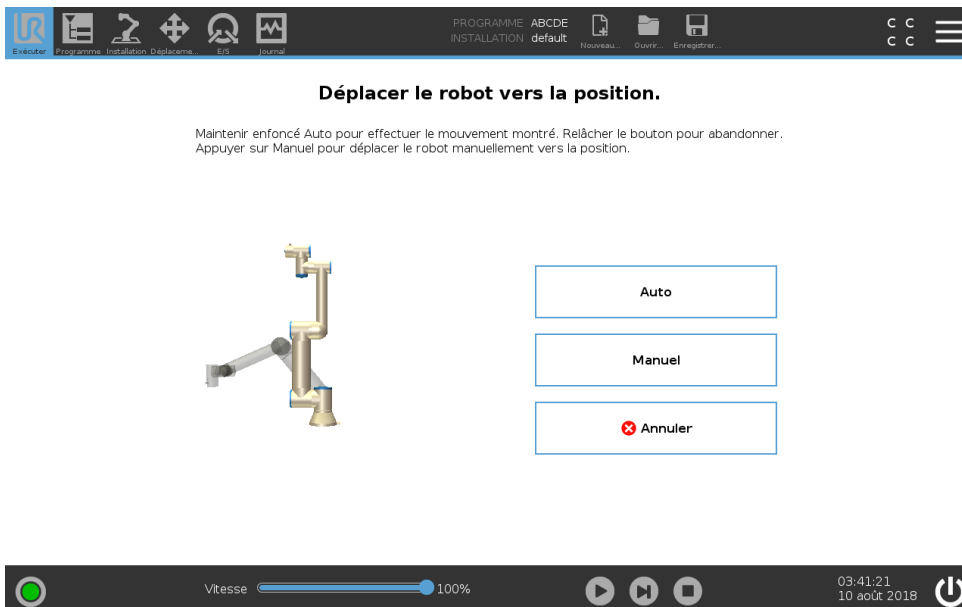 UR
Exécuter
Programme
Installation
Déplaceme...
E/S
Journal
PROGRAMME ABCDE
INSTALLATION default
Nouveau...
Ouvrir...
Enregistrer...
C C
C C
Déplacer le robot vers la position.
Maintenir enfoncé Auto pour effectuer le mouvement montré. Relâcher le bouton pour abandonner.
Appuyer sur Manuel pour déplacer le robot manuellement vers la position.
Auto
Manuel
Annuler
Vitesse 100%
03:41:21
10 août 2018